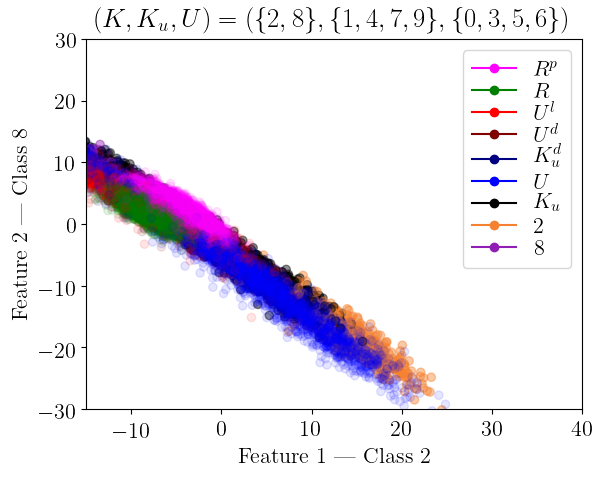 (K, K_u, U) = ({2, 8}, {1, 4, 7, 9}, {0, 3, 5, 6})
30
20
10
0
−10
−20
−30
Feature 2 — Class 8
R^p
R
U^l
U^d
K_u^d
U
K_u
2
8
−10
0
10
20
30
40
Feature 1 — Class 2